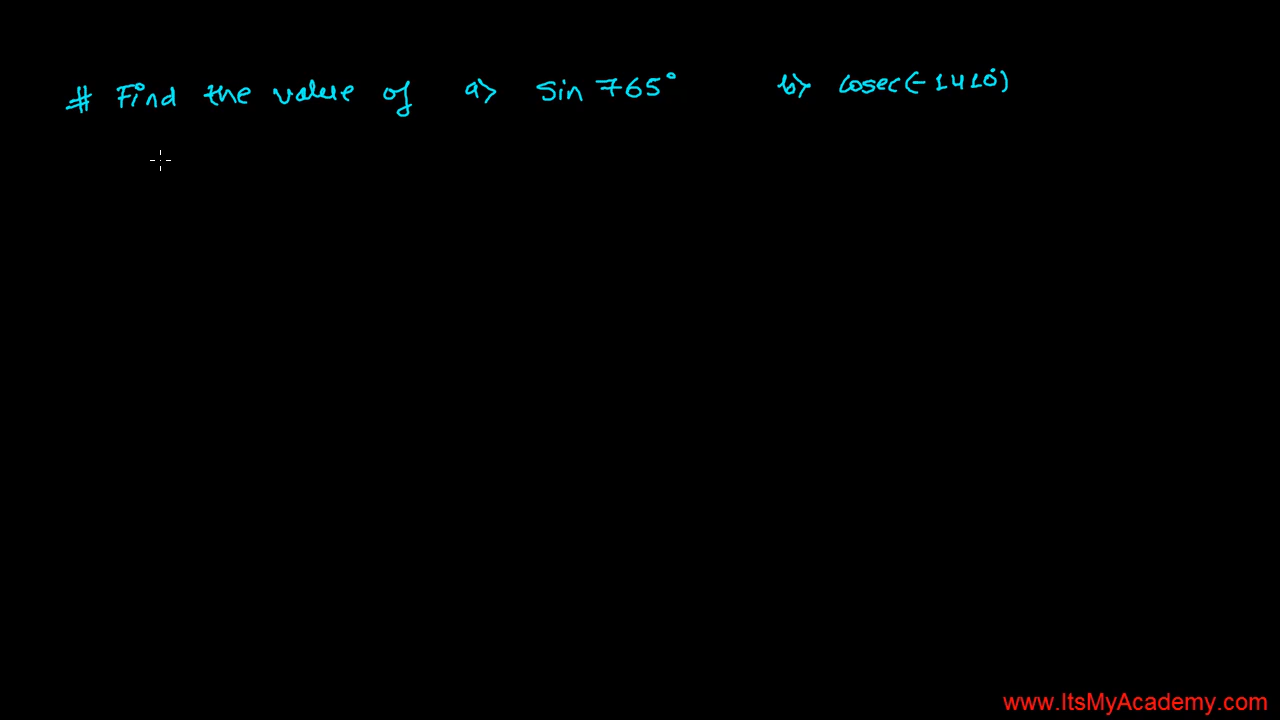 # Find the value of a> sin 765° b> cosec(-1410°)
www.ItsMyAcademy.com